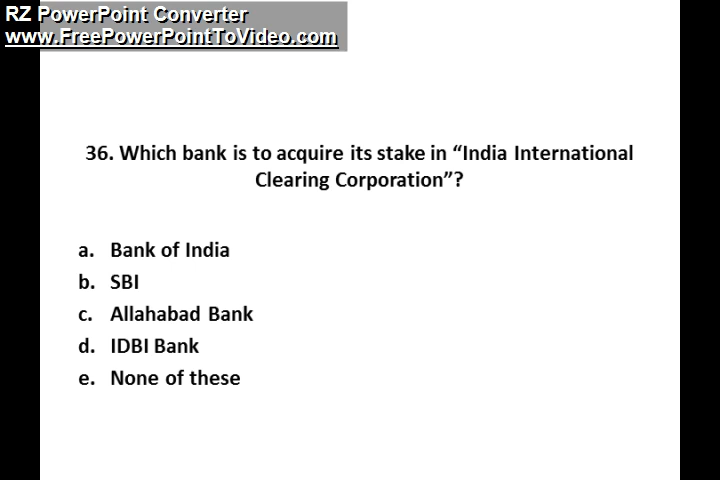 RZ PowerPoint Converter
www.FreePowerPointToVideo.com
36. Which bank is to acquire its stake in “India International
Clearing Corporation”?
a. Bank of India
b. SBI
c. Allahabad Bank
d. IDBI Bank
e. None of these